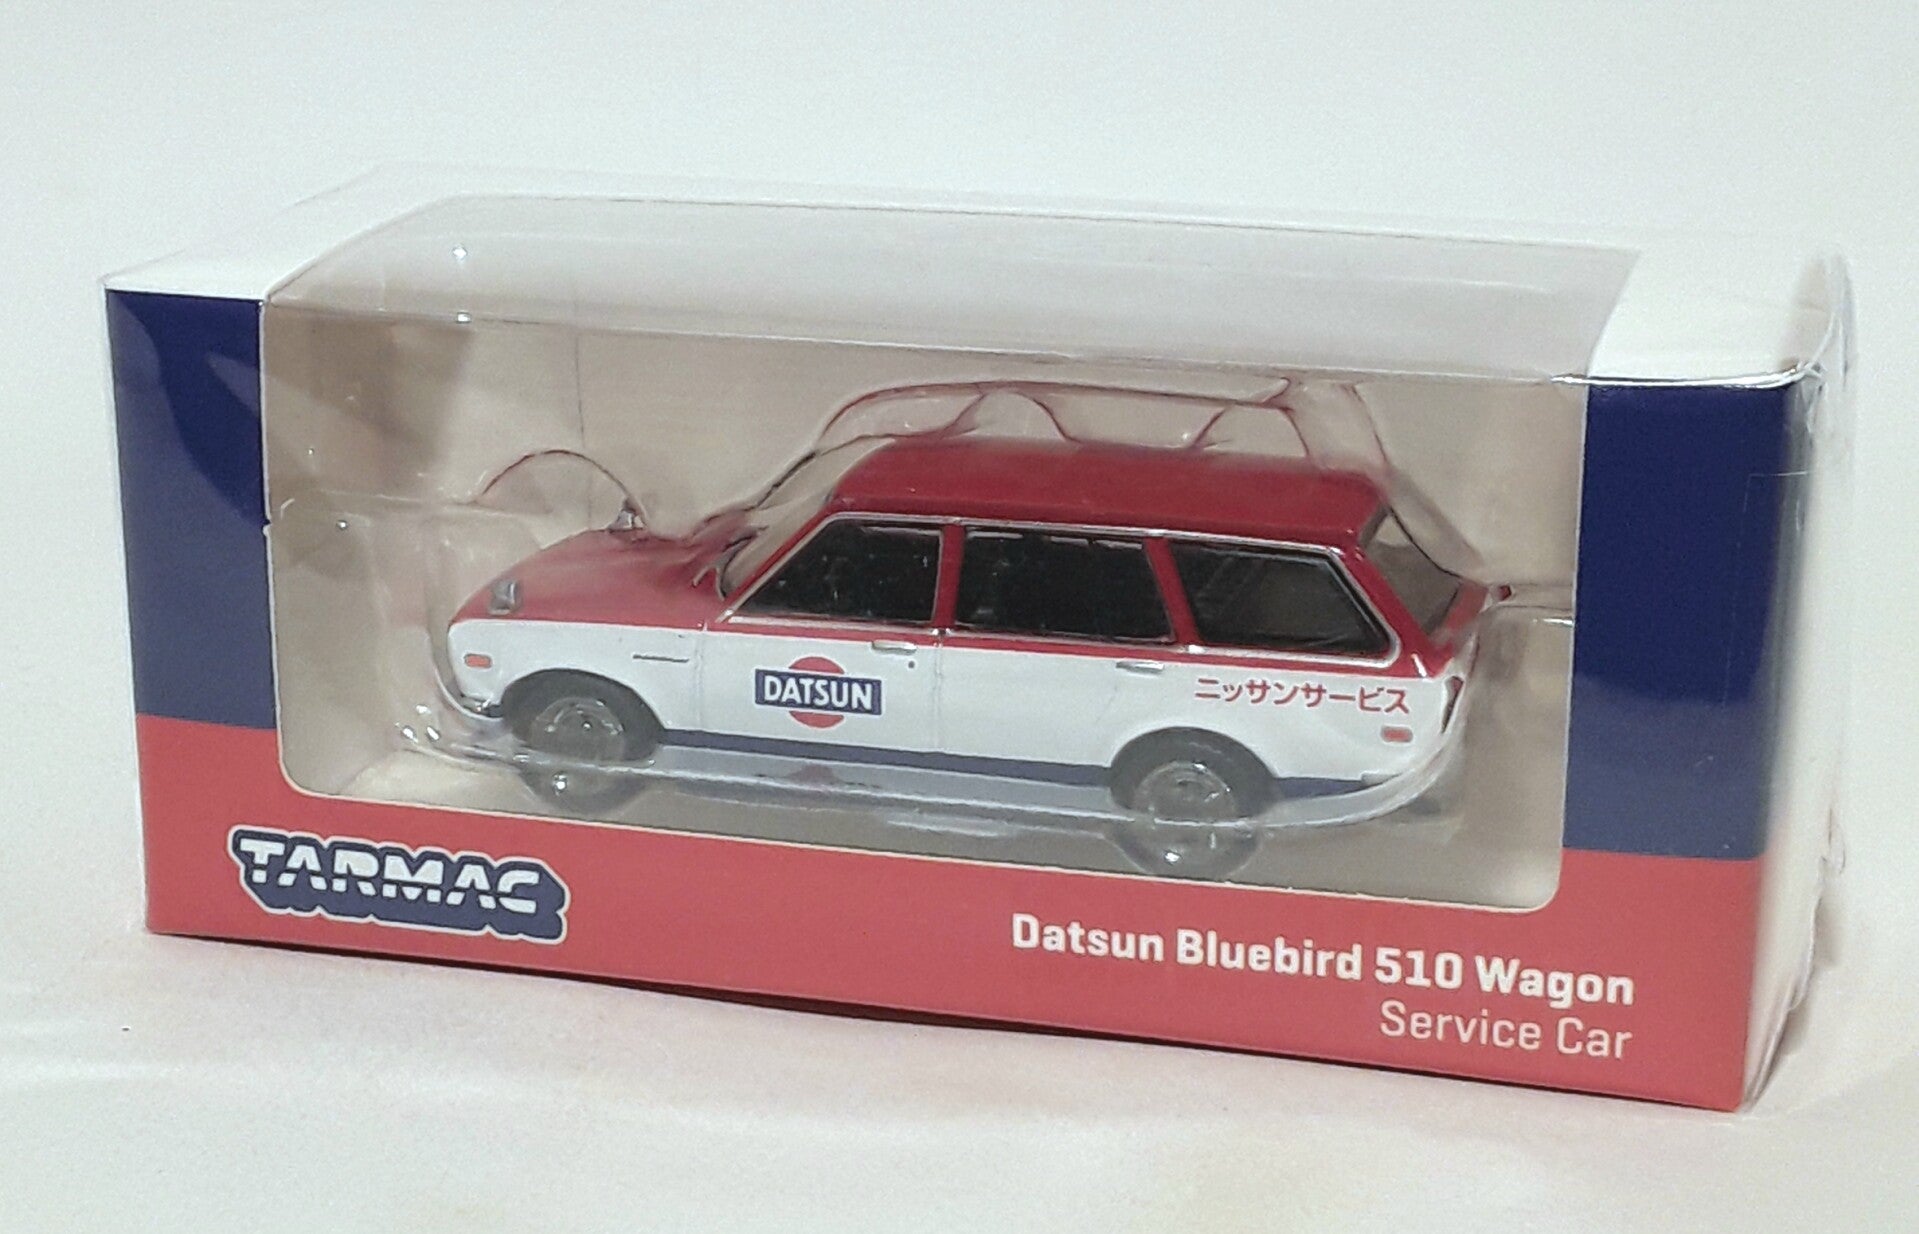 DATSUN
ニッサンサービス
TARMAC
Datsun Bluebird 510 Wagon
Service Car